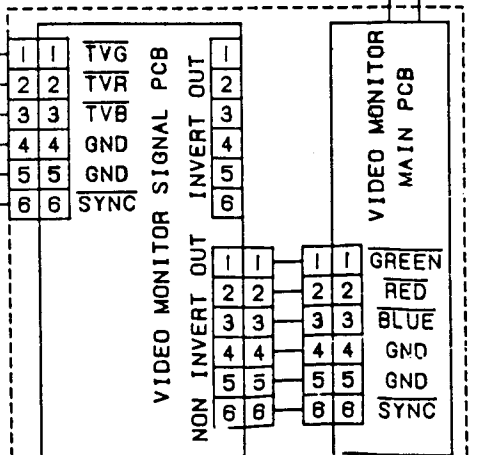 1 1 TVG
2 2 TVR
3 3 TVB
4 4 GND
5 5 GND
6 6 SYNC
VIDEO MONITOR SIGNAL PCB
INVERT OUT
1
2
3
4
5
6
NON INVERT OUT
1 1
2 2
3 3
4 4
5 5
6 6
VIDEO MONITOR
MAIN PCB
1 1 GREEN
2 2 RED
3 3 BLUE
4 4 GND
5 5 GND
6 6 SYNC